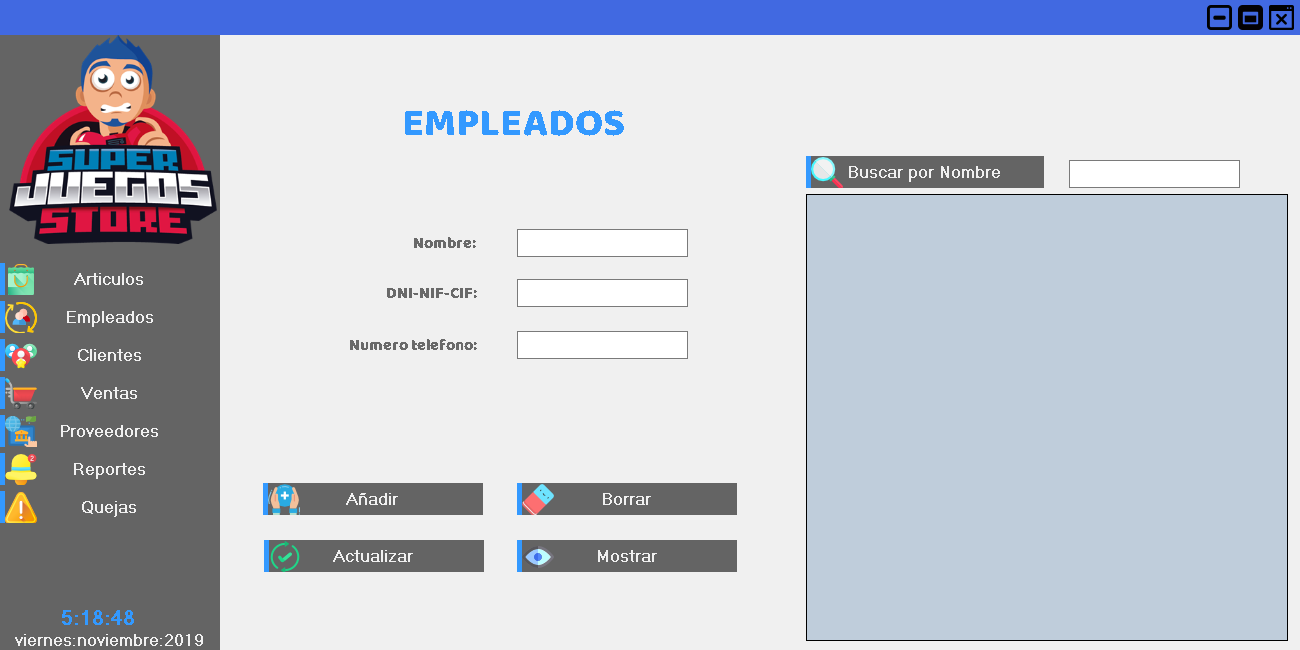 SUPER
JUEGOS
STORE
Articulos
Empleados
Clientes
Ventas
Proveedores
Reportes
2
Quejas
5:18:48
viernes:noviembre:2019
EMPLEADOS
Nombre:
DNI-NIF-CIF:
Numero telefono:
Añadir
Borrar
Actualizar
Mostrar
Buscar por Nombre